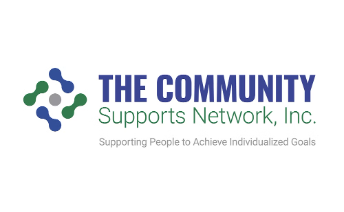 THE COMMUNITY
Supports Network, Inc.
Supporting People to Achieve Individualized Goals